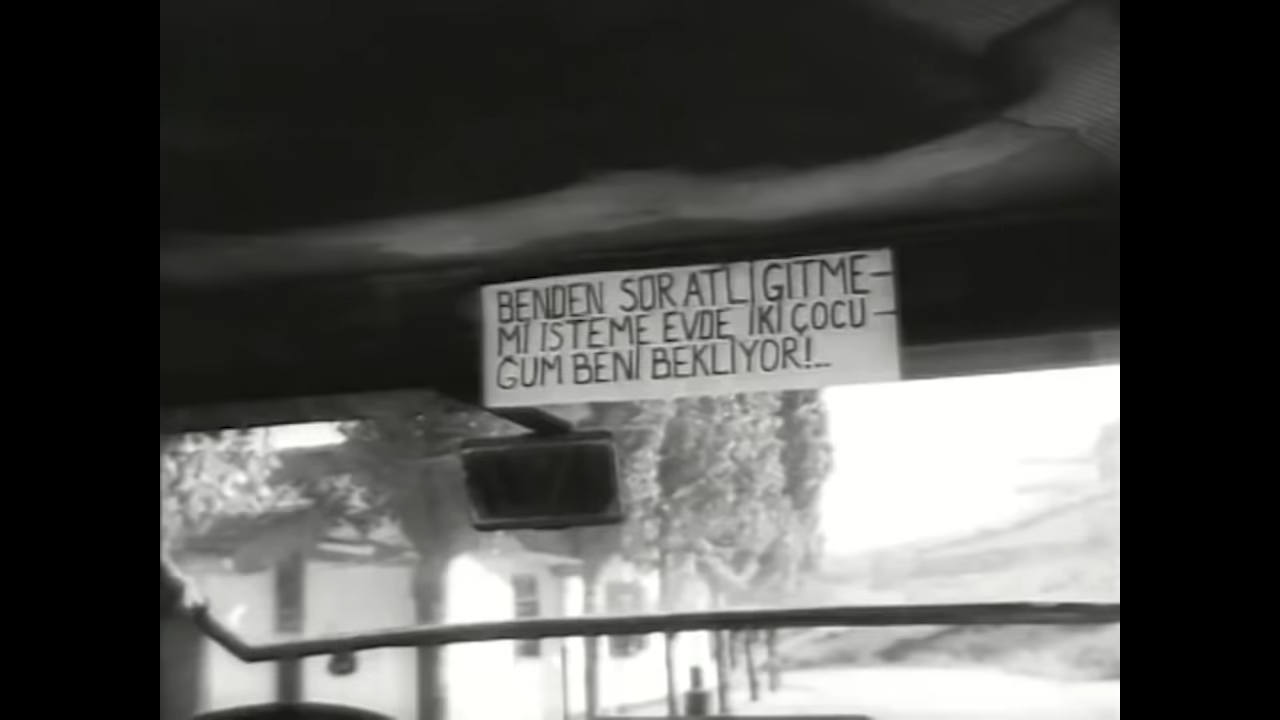 BENDEN SÜRATLİ GİTME-
Mİ İSTEME EVDE İKİ ÇOCU-
ĞUM BENİ BEKLİYOR!..